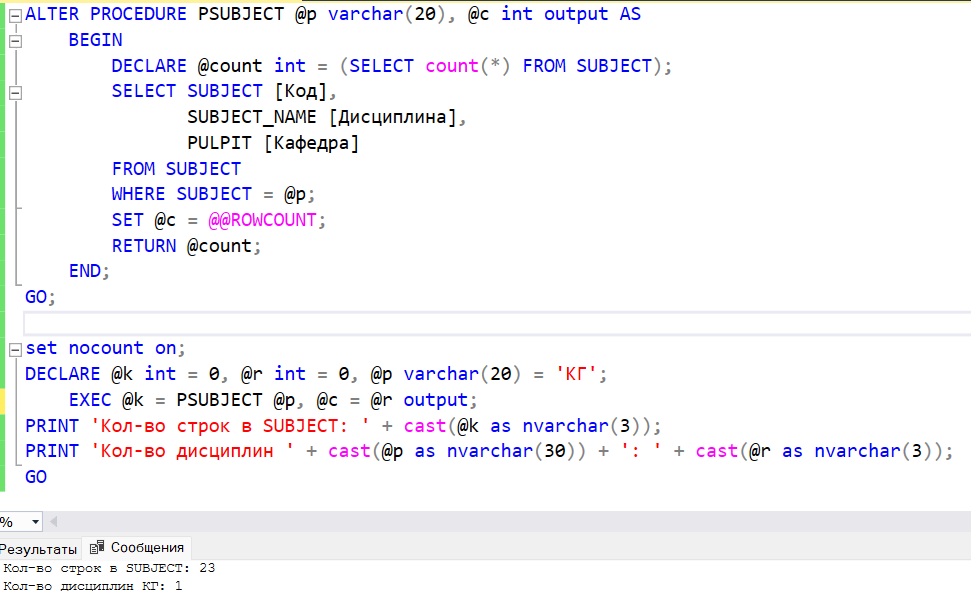 ALTER PROCEDURE PSUBJECT @p varchar(20), @c int output AS
BEGIN
DECLARE @count int = (SELECT count(*) FROM SUBJECT);
SELECT SUBJECT [Код],
SUBJECT_NAME [Дисциплина],
PULPIT [Кафедра]
FROM SUBJECT
WHERE SUBJECT = @p;
SET @c = @@ROWCOUNT;
RETURN @count;
END;
GO;
set nocount on;
DECLARE @k int = 0, @r int = 0, @p varchar(20) = 'КГ';
EXEC @k = PSUBJECT @p, @c = @r output;
PRINT 'Кол-во строк в SUBJECT: ' + cast(@k as nvarchar(3));
PRINT 'Кол-во дисциплин ' + cast(@p as nvarchar(30)) + ': ' + cast(@r as nvarchar(3));
GO
%
Результаты Сообщения
Кол-во строк в SUBJECT: 23
Кол-во дисциплин КГ: 1